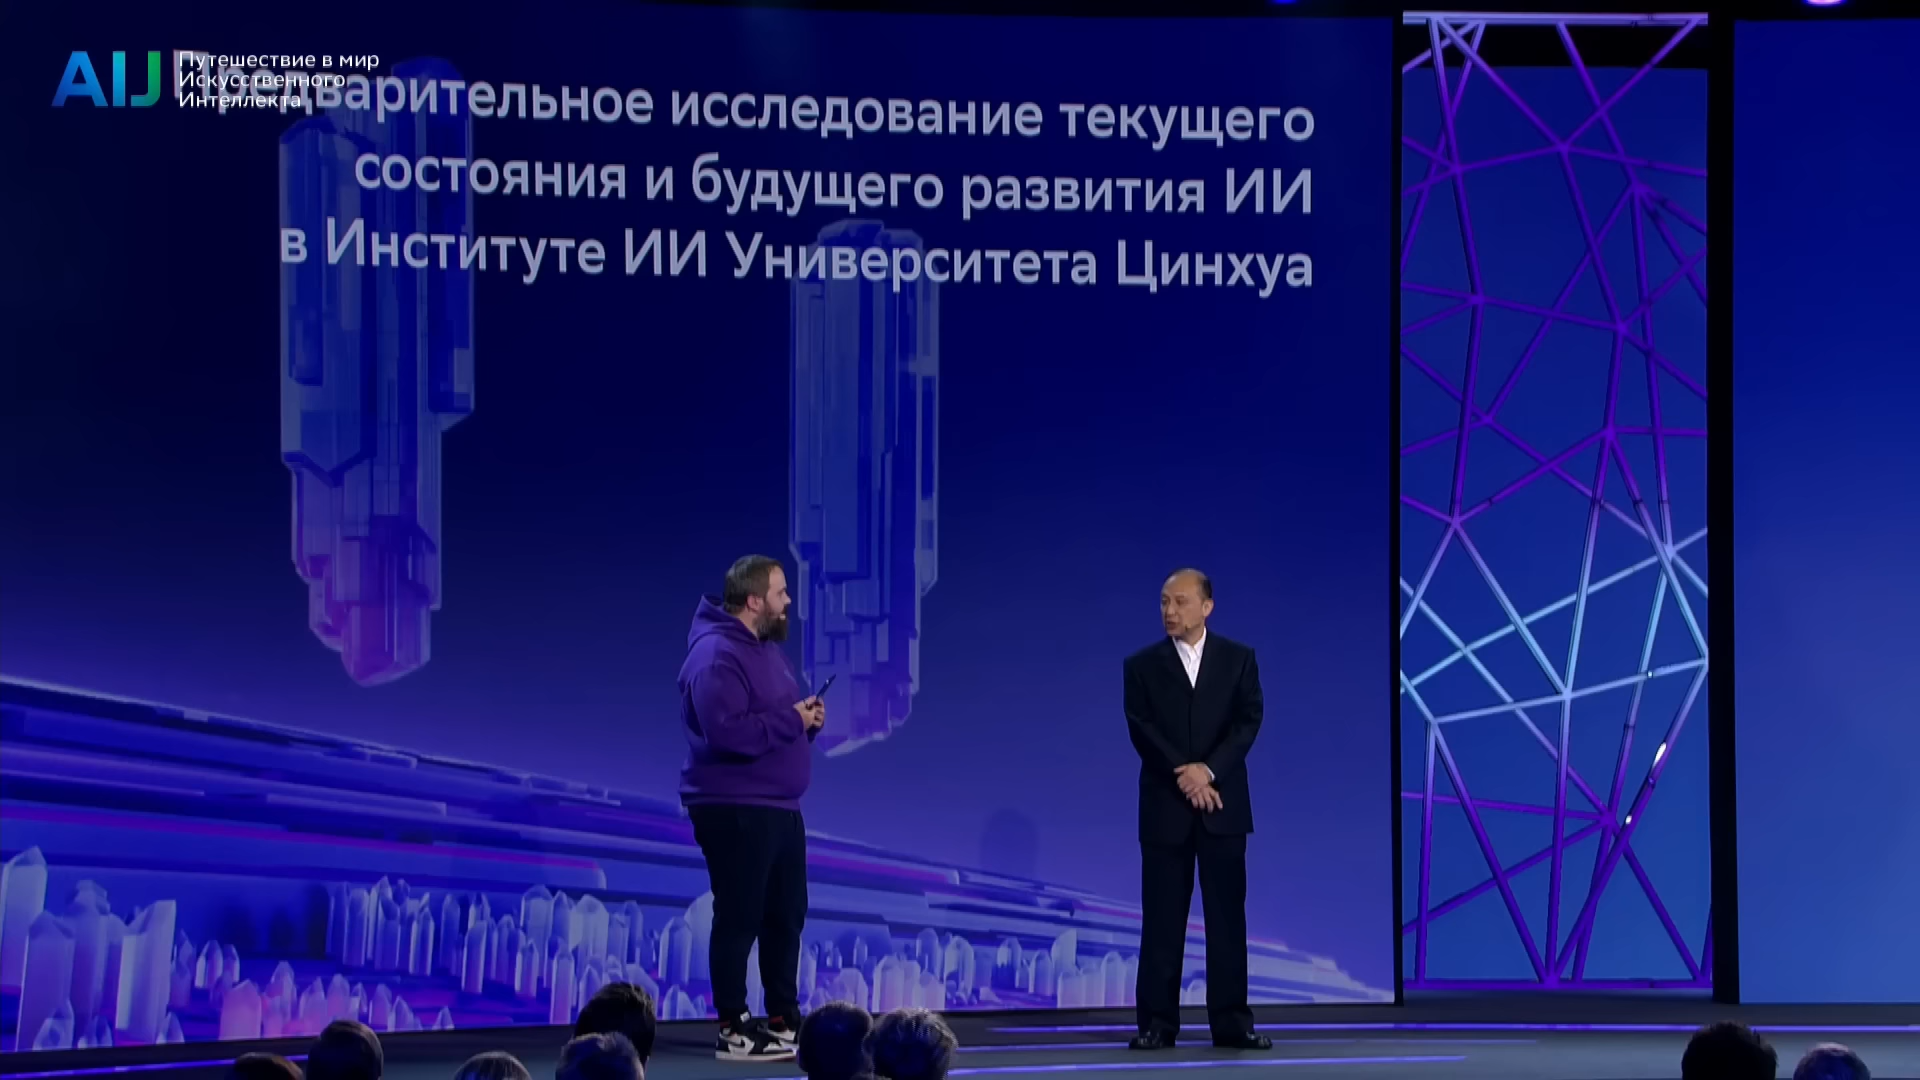 AIJ
Путешествие в мир
Искусственного
Интеллекта
Предварительное исследование текущего
состояния и будущего развития ИИ
в Институте ИИ Университета Цинхуа